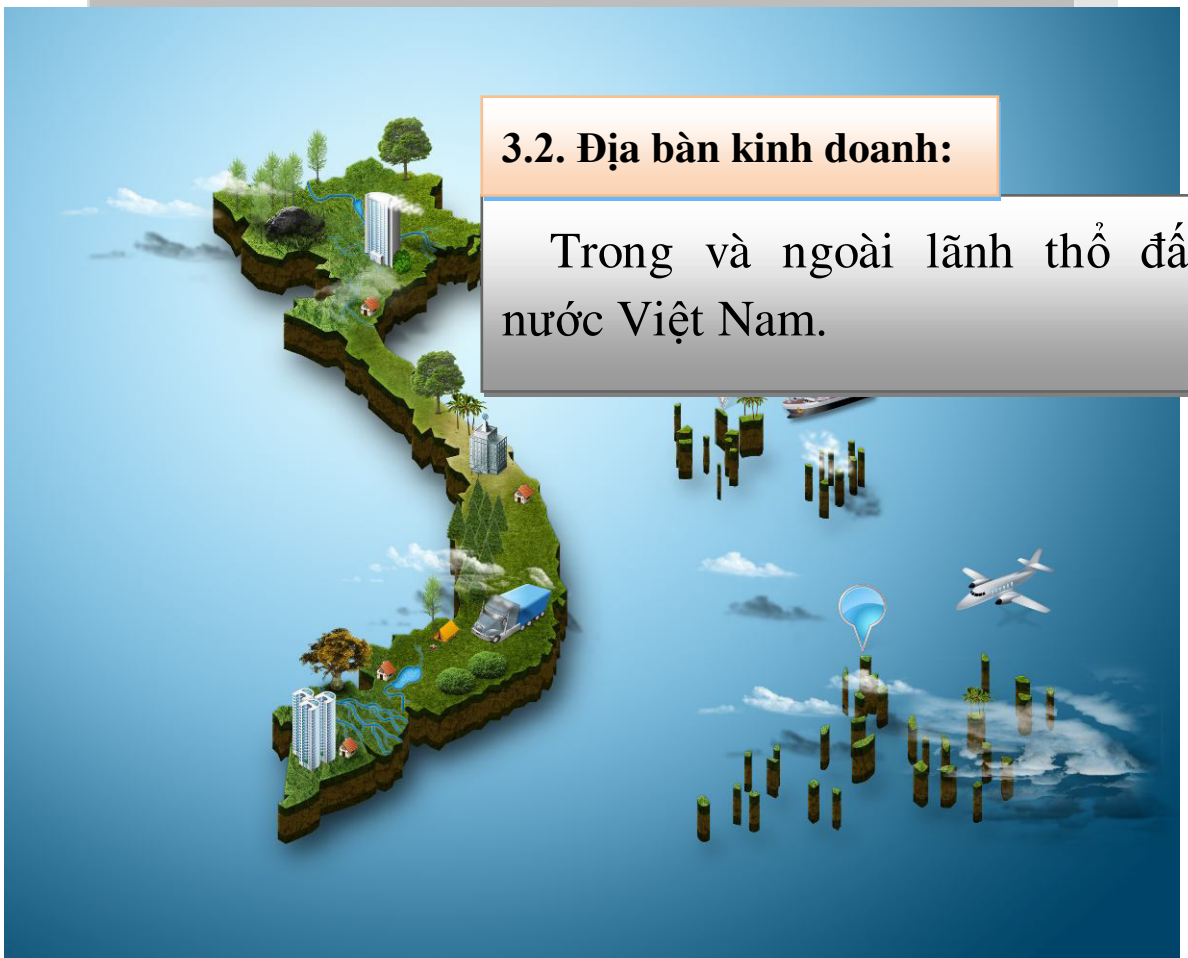 3.2. Địa bàn kinh doanh:
Trong và ngoài lãnh thổ đấ
nước Việt Nam.